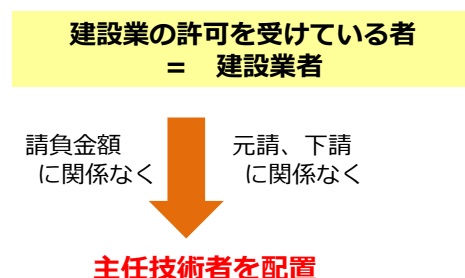 建設業の許可を受けている者
＝　建設業者
請負金額
に関係なく
元請、下請
に関係なく
主任技術者を配置